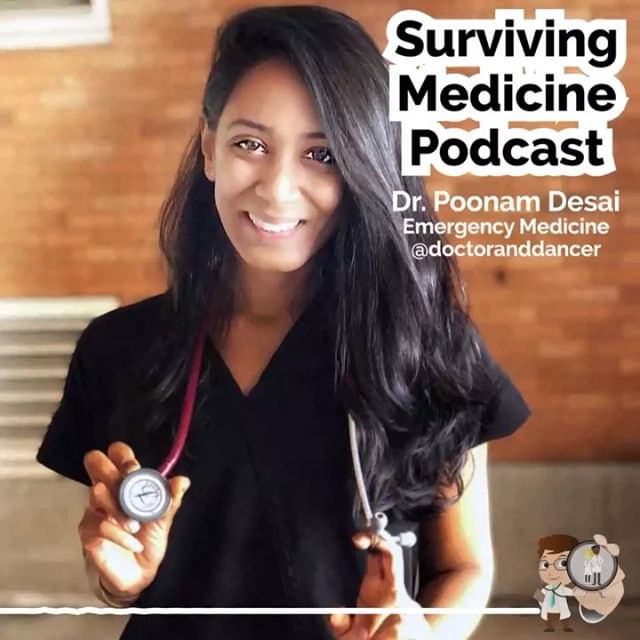 Surviving
Medicine
Podcast
Dr. Poonam Desai
Emergency Medicine
@doctoranddancer